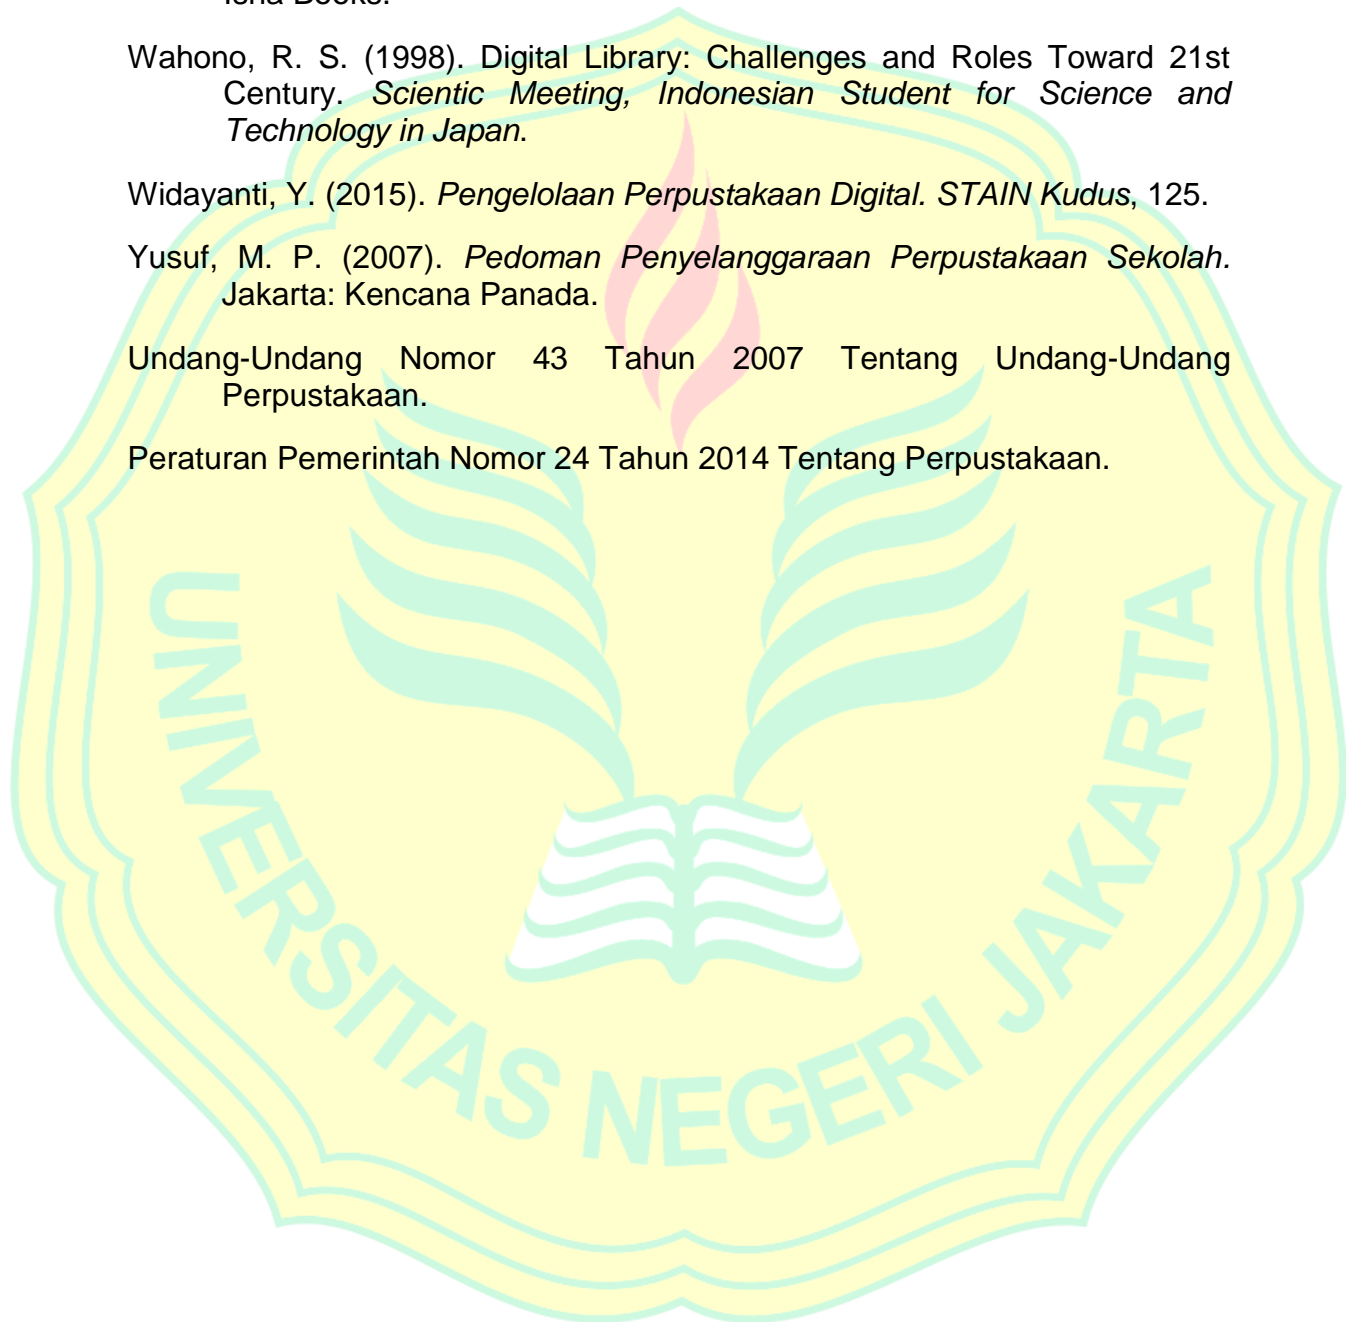 Wahono, R. S. (1998). Digital Library: Challenges and Roles Toward 21st
Century. Scientic Meeting, Indonesian Student for Science and
Technology in Japan.
Widayanti, Y. (2015). Pengelolaan Perpustakaan Digital. STAIN Kudus, 125.
Yusuf, M. P. (2007). Pedoman Penyelanggaraan Perpustakaan Sekolah.
Jakarta: Kencana Panada.
Undang-Undang Nomor 43 Tahun 2007 Tentang Undang-Undang
Perpustakaan.
Peraturan Pemerintah Nomor 24 Tahun 2014 Tentang Perpustakaan.
UNIVERSITAS NEGERI JAKARTA